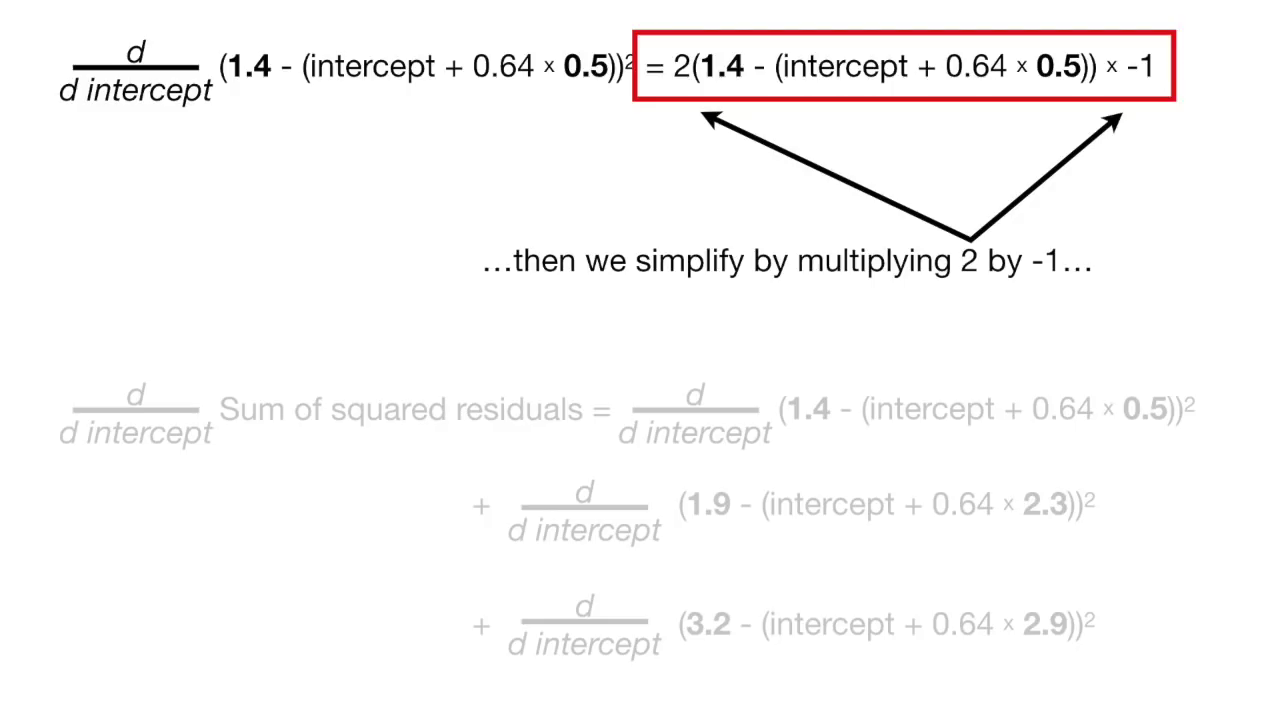 d
d intercept
(1.4 - (intercept + 0.64 × 0.5))² = 2(1.4 - (intercept + 0.64 × 0.5)) × -1
…then we simplify by multiplying 2 by -1…
d
d intercept
Sum of squared residuals =
d
d intercept
(1.4 - (intercept + 0.64 × 0.5))²
+
d
d intercept
(1.9 - (intercept + 0.64 × 2.3))²
+
d
d intercept
(3.2 - (intercept + 0.64 × 2.9))²